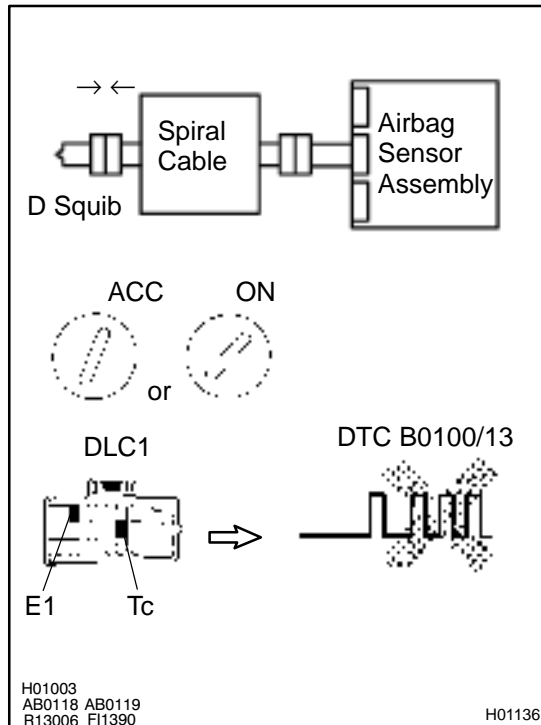 Spiral
Cable
Airbag
Sensor
Assembly
D Squib
ACC
ON
or
DLC1
DTC B0100/13
E1
Tc
H01003
AB0118 AB0119
R13006 FI1390
H01136